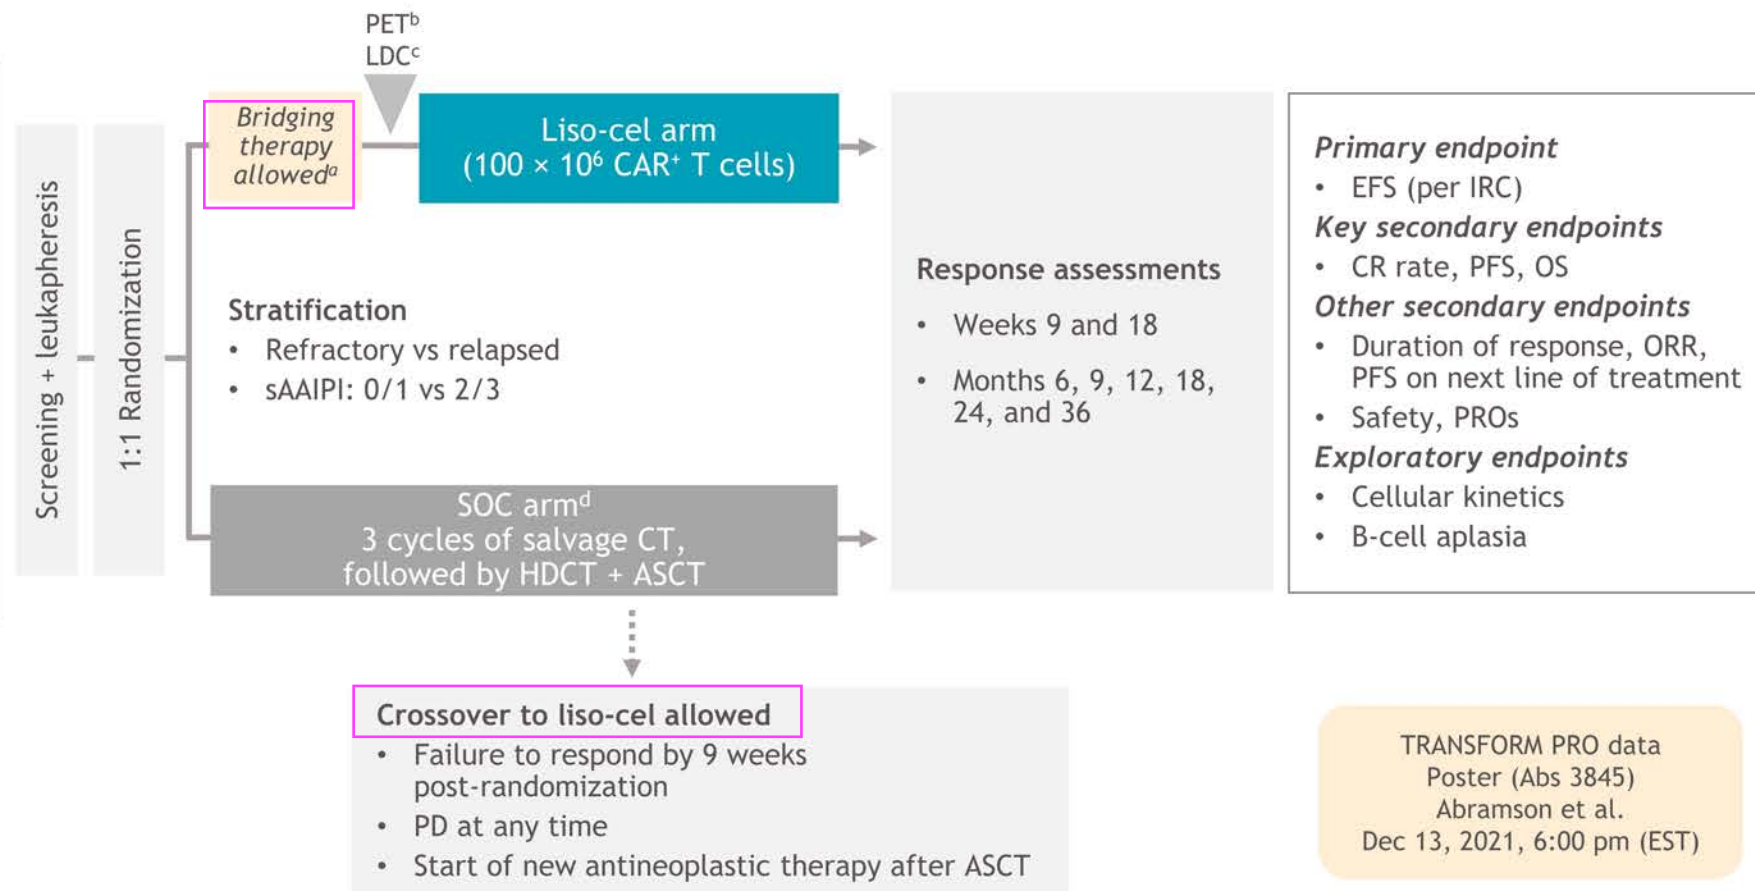 PETᵇ
LDCᶜ
Screening + leukapheresis
1:1 Randomization
Bridging
therapy
allowedᵃ
Liso-cel arm
(100 × 10⁶ CAR⁺ T cells)
Stratification
• Refractory vs relapsed
• sAAIPI: 0/1 vs 2/3
SOC armᵈ
3 cycles of salvage CT,
followed by HDCT + ASCT
Crossover to liso-cel allowed
• Failure to respond by 9 weeks
post-randomization
• PD at any time
• Start of new antineoplastic therapy after ASCT
Response assessments
• Weeks 9 and 18
• Months 6, 9, 12, 18,
24, and 36
Primary endpoint
• EFS (per IRC)
Key secondary endpoints
• CR rate, PFS, OS
Other secondary endpoints
• Duration of response, ORR,
PFS on next line of treatment
• Safety, PROs
Exploratory endpoints
• Cellular kinetics
• B-cell aplasia
TRANSFORM PRO data
Poster (Abs 3845)
Abramson et al.
Dec 13, 2021, 6:00 pm (EST)